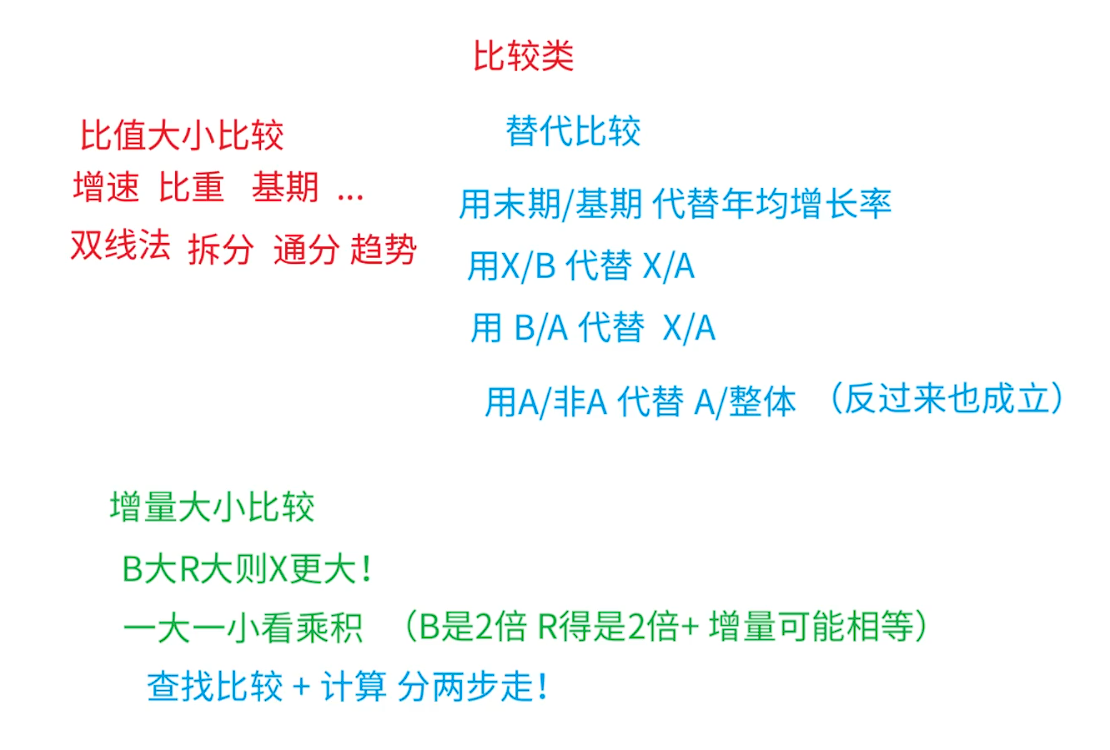 比较类
比值大小比较
增速 比重 基期 ...
双线法 拆分 通分 趋势
替代比较
用末期/基期 代替年均增长率
用X/B 代替 X/A
用 B/A 代替 X/A
用A/非A 代替 A/整体 （反过来也成立）
增量大小比较
B大R大则X更大！
一大一小看乘积 （B是2倍 R得是2倍+ 增量可能相等）
查找比较 + 计算 分两步走！